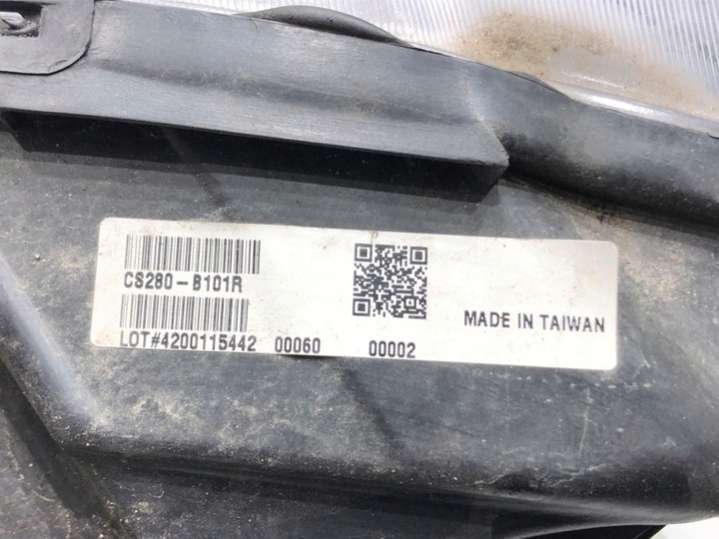 CS280-B101R
MADE IN TAIWAN
LOT#4200115442 00060 00002